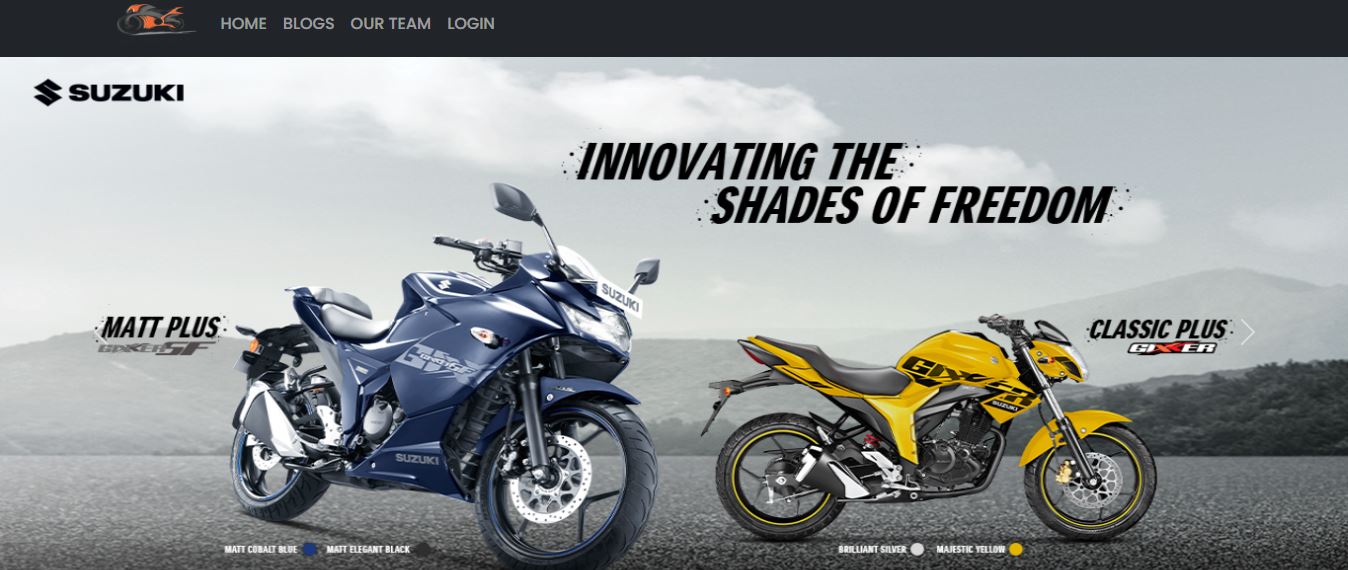 HOME BLOGS OUR TEAM LOGIN
SUZUKI
INNOVATING THE
SHADES OF FREEDOM
SUZUKI
MATT PLUS
GIXXER SF
CLASSIC PLUS
GIXXER
GIXXER SF
GIXXER
SUZUKI
SUZUKI
MATT COBALT BLUE MATT ELEGANT BLACK
BRILLIANT SILVER MAJESTIC YELLOW